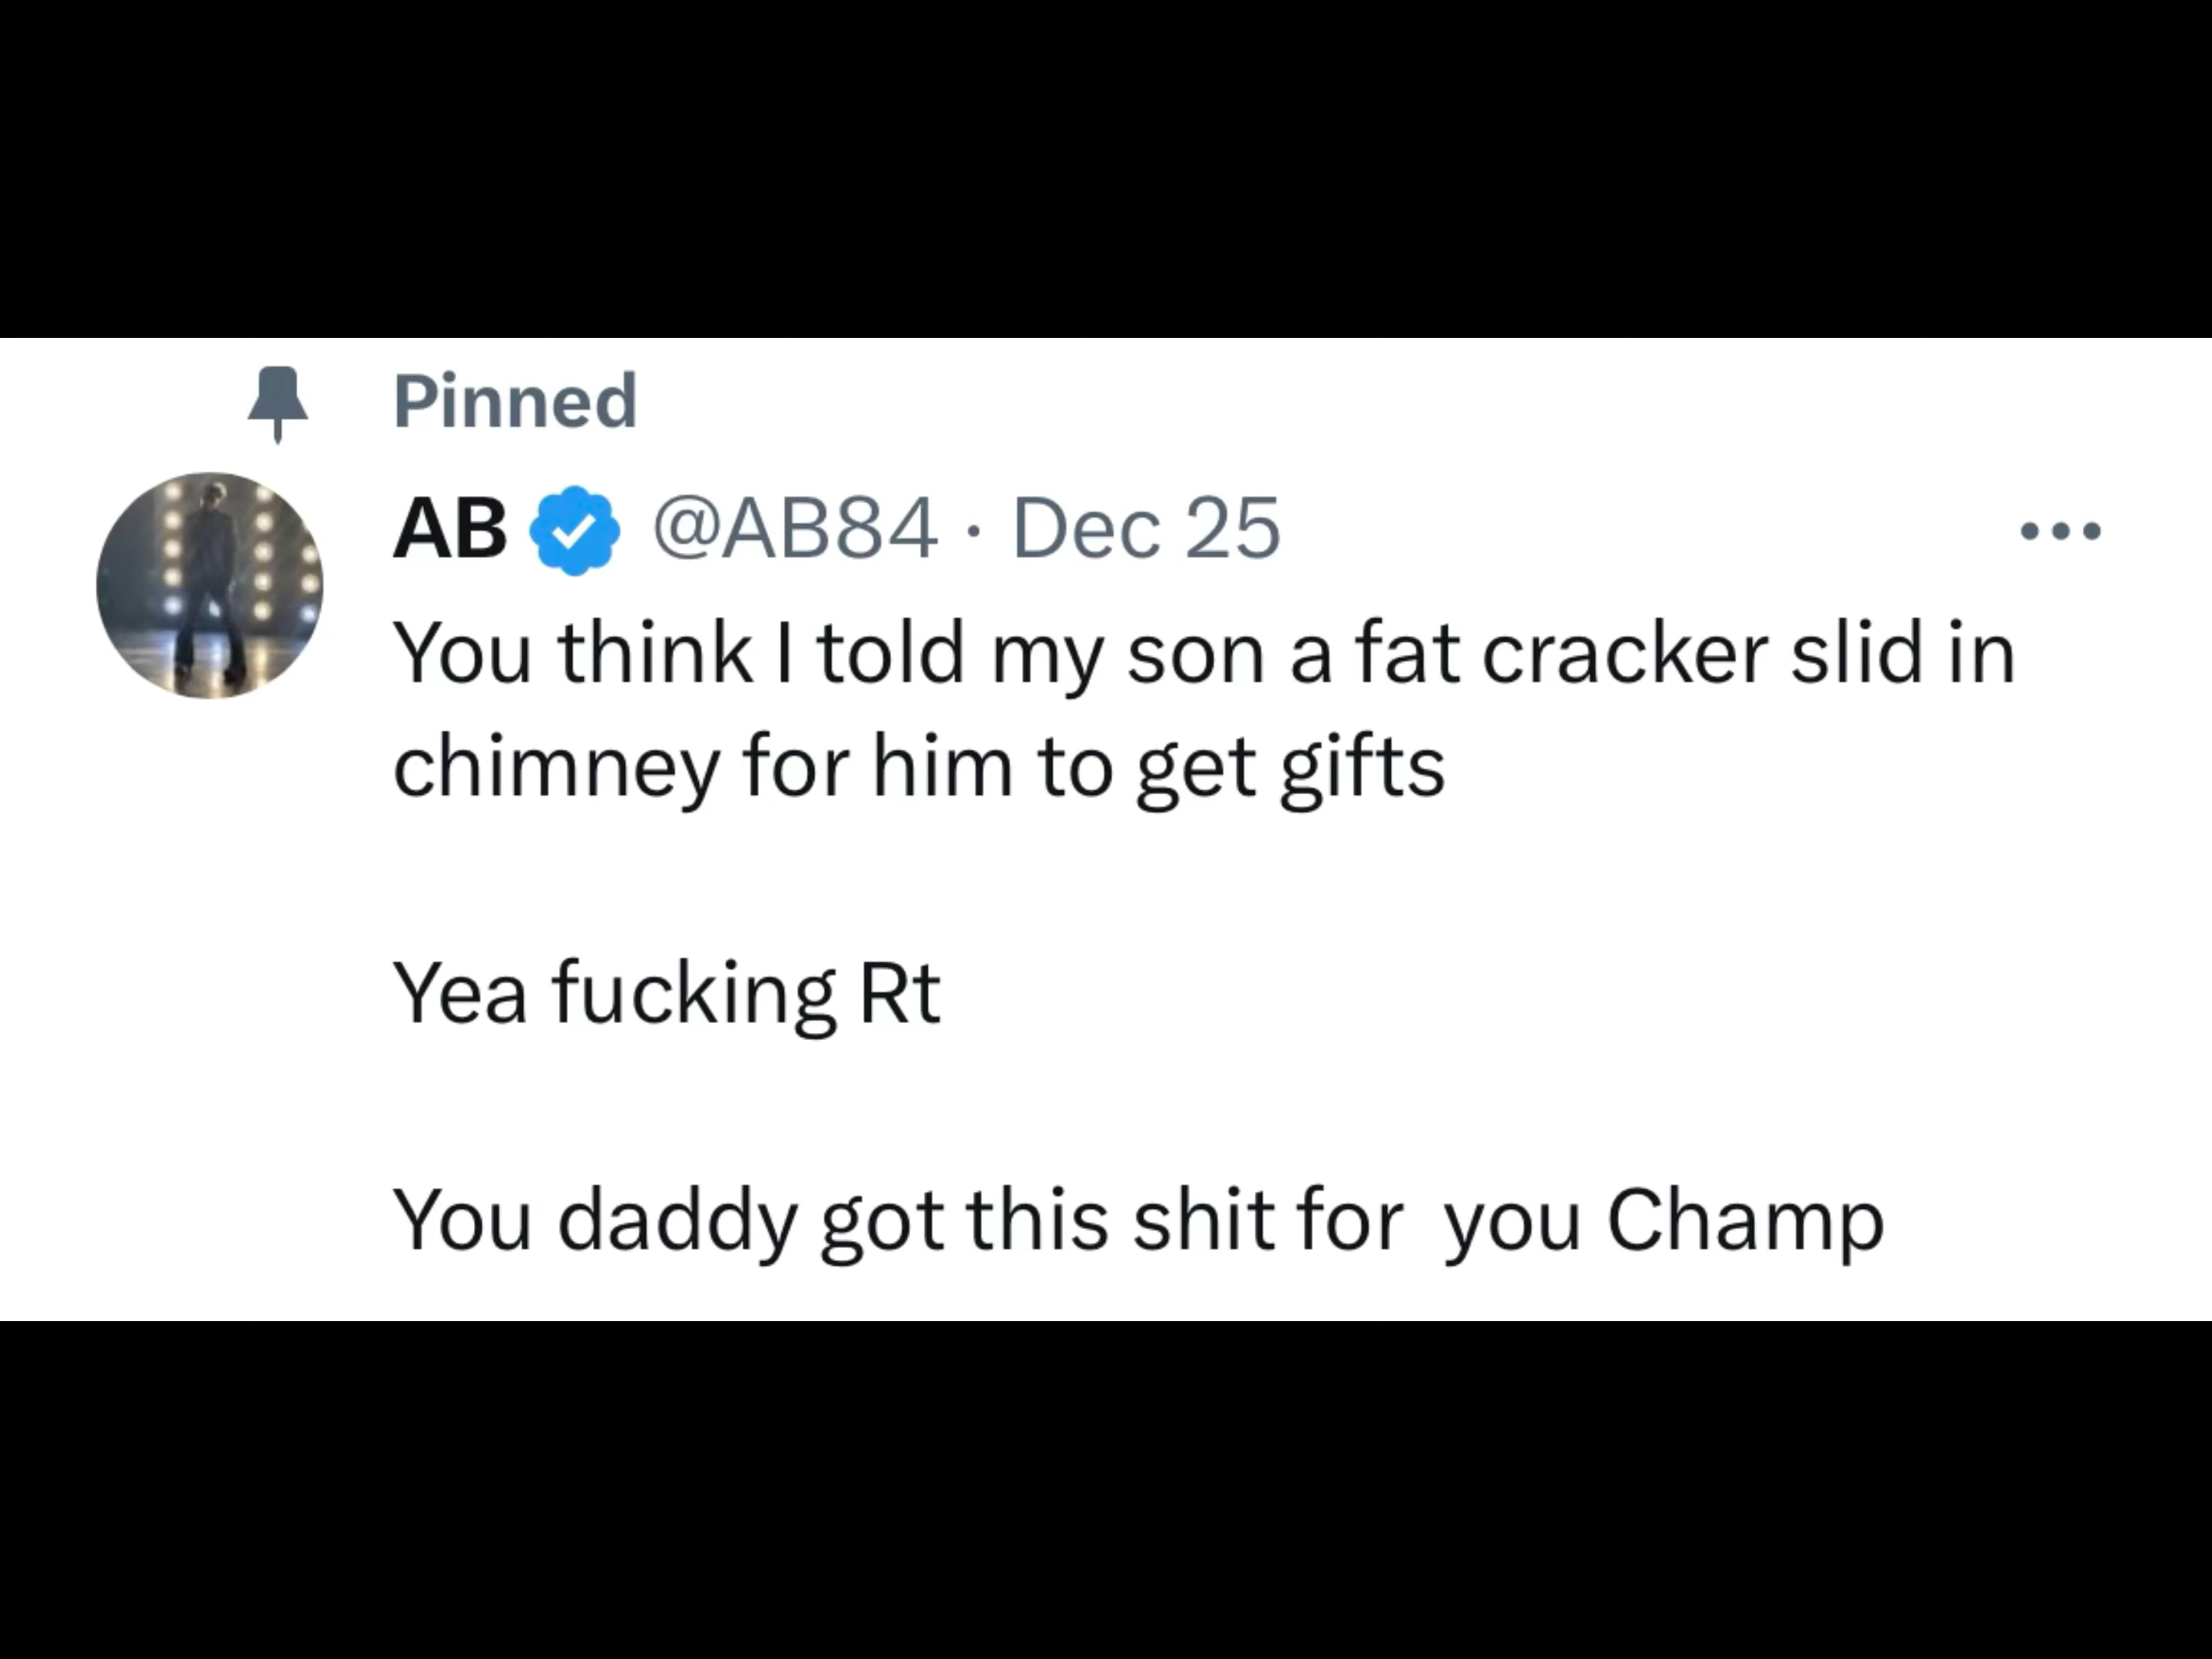 Pinned
AB @AB84 · Dec 25
You think I told my son a fat cracker slid in
chimney for him to get gifts
Yea fucking Rt
You daddy got this shit for  you Champ